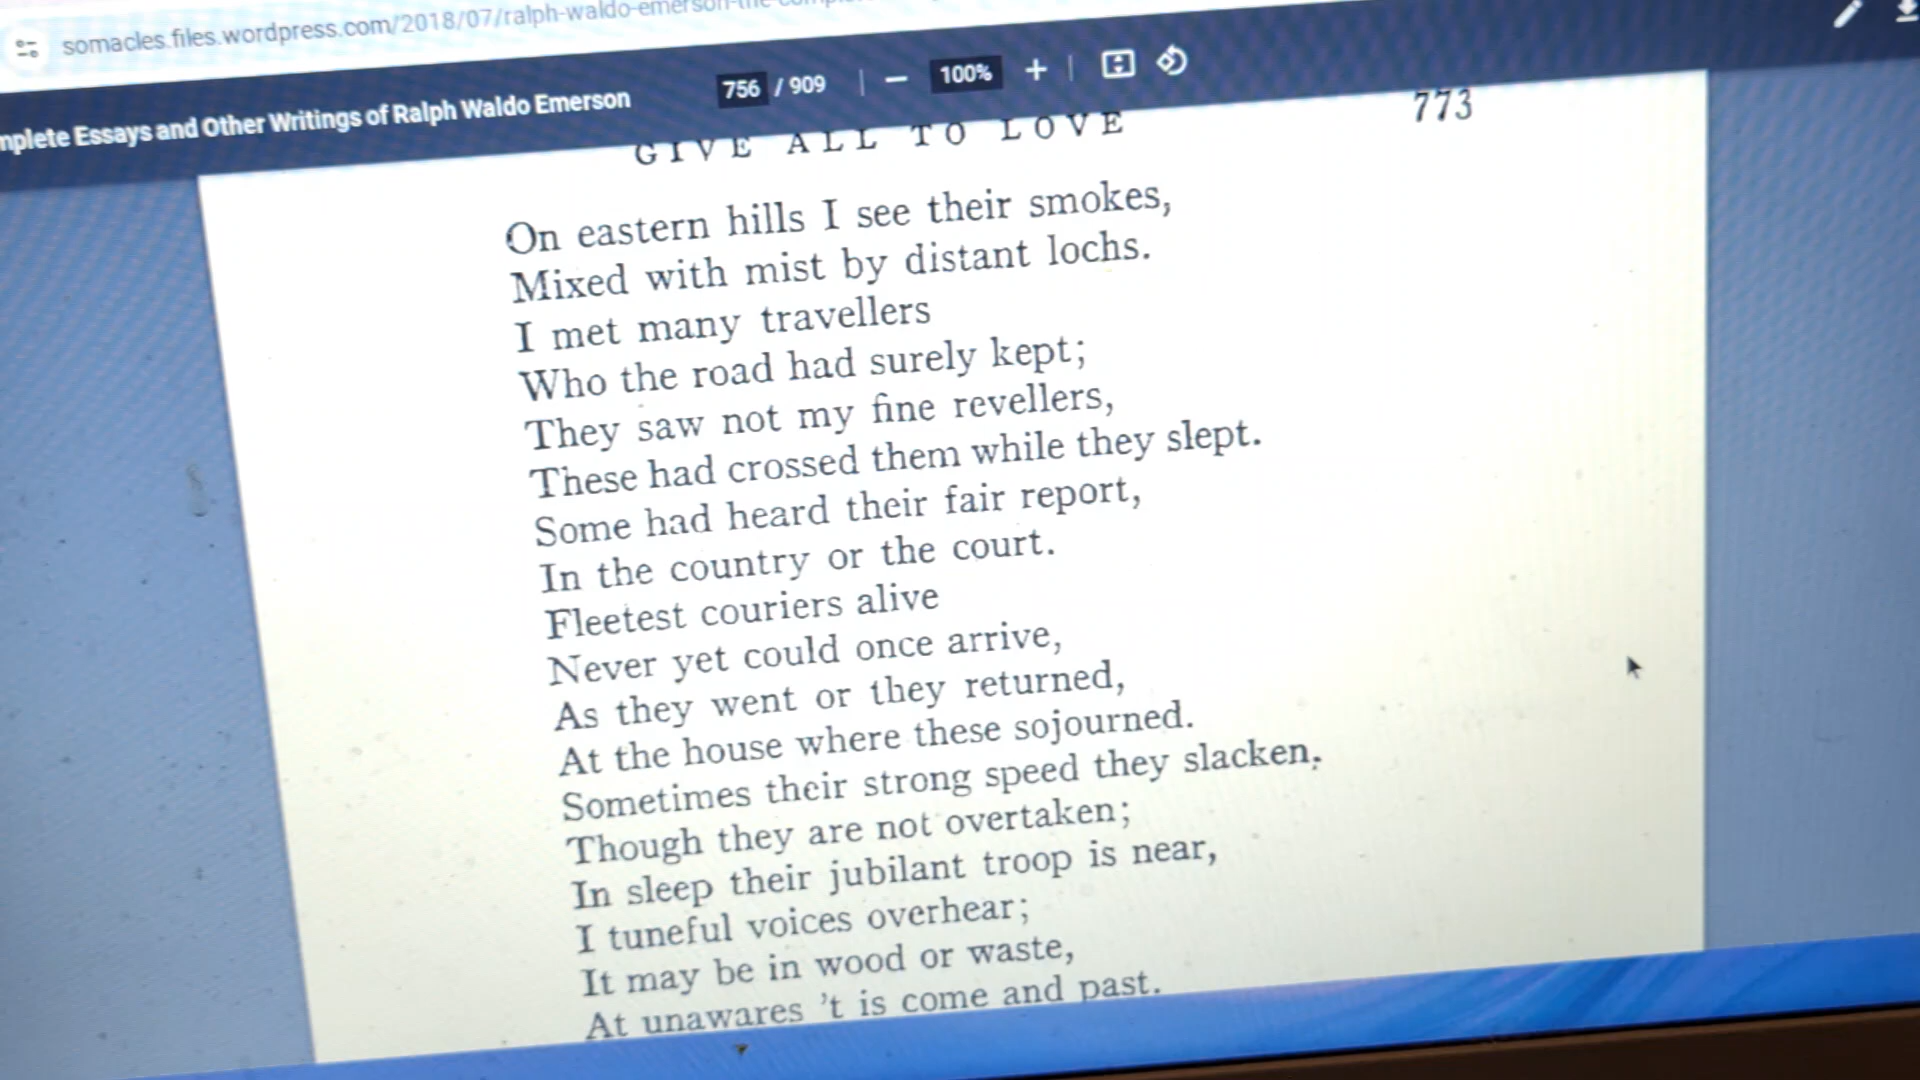 somacles.files.wordpress.com/2018/07/ralph-waldo-emerson-the-comple
mplete Essays and Other Writings of Ralph Waldo Emerson
756 / 909
100%
GIVE ALL TO LOVE 773
On eastern hills I see their smokes,
Mixed with mist by distant lochs.
I met many travellers
Who the road had surely kept;
They saw not my fine revellers,
These had crossed them while they slept.
Some had heard their fair report,
In the country or the court.
Fleetest couriers alive
Never yet could once arrive,
As they went or they returned,
At the house where these sojourned.
Sometimes their strong speed they slacken,
Though they are not overtaken;
In sleep their jubilant troop is near,
I tuneful voices overhear;
It may be in wood or waste,
At unawares 't is come and past.